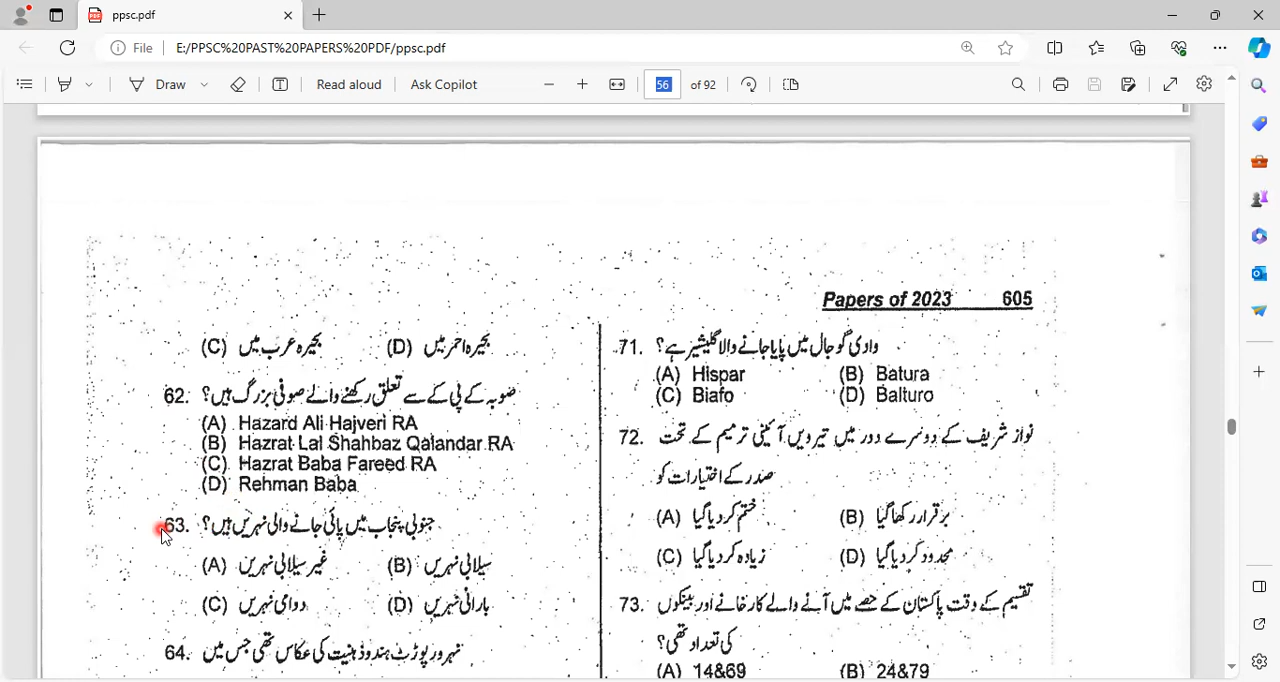 ppsc.pdf
File
E:/PPSC%20PAST%20PAPERS%20PDF/ppsc.pdf
Draw
Read aloud
Ask Copilot
56
of 92
Papers of 2023 605
(C) بحیرہ عرب میں (D) بحیرہ احمر میں
62. صوبہ کے پی کے سے تعلق رکھنے والے صوفی بزرگ ہیں؟
(A) Hazard Ali Hajveri RA
(B) Hazrat Lal Shahbaz Qalandar RA
(C) Hazrat Baba Fareed RA
(D) Rehman Baba
63. جنوبی پنجاب میں پائی جانے والی نہریں ہیں؟
(A) غیر سیلابی نہریں (B) سیلابی نہریں
(C) دوامی نہریں (D) بارانی نہریں
64. نہرو رپورٹ ہندو ذہنیت کی عکاس تھی جس میں
71. وادی گوجال میں پایا جانے والا گلیشیر ہے؟
(A) Hispar (B) Batura
(C) Biafo (D) Balturo
72. نواز شریف کے دوسرے دور میں تیرویں آئینی ترمیم کے تحت
صدر کے اختیارات کو
(A) ختم کر دیا گیا (B) برقرار رکھا گیا
(C) زیادہ کر دیا گیا (D) محدود کر دیا گیا
73. تقسیم کے وقت پاکستان کے حصے میں آنے والے کارخانے اور بینکوں
کی تعداد تھی؟
(A) 14&69 (B) 24&79